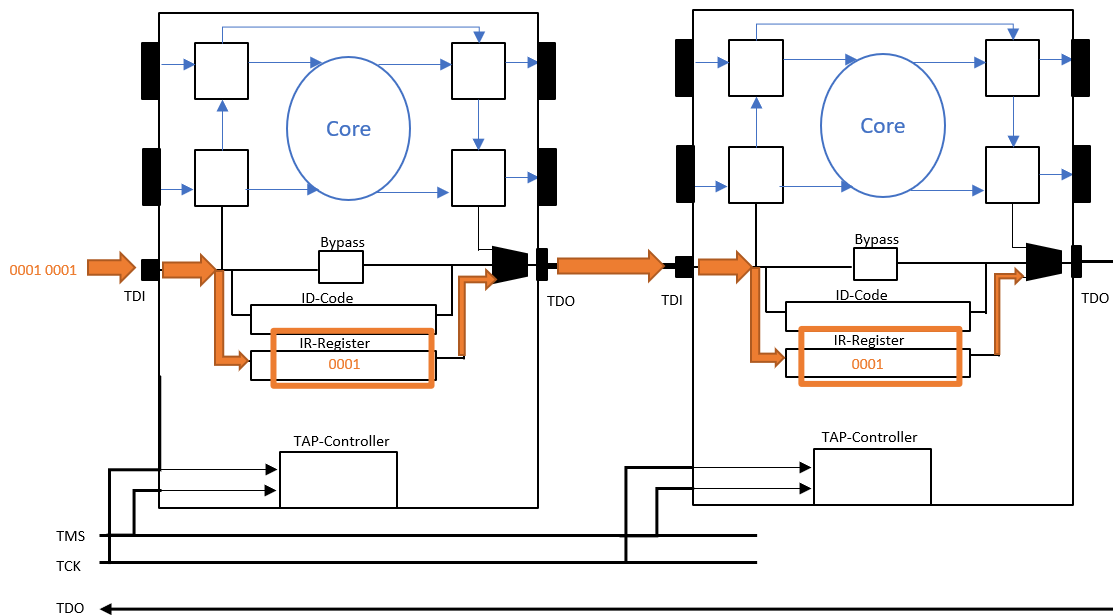 Core
Core
Bypass
Bypass
0001 0001
TDI
TDO
TDI
TDO
ID-Code
ID-Code
IR-Register
IR-Register
0001
0001
TAP-Controller
TAP-Controller
TMS
TCK
TDO